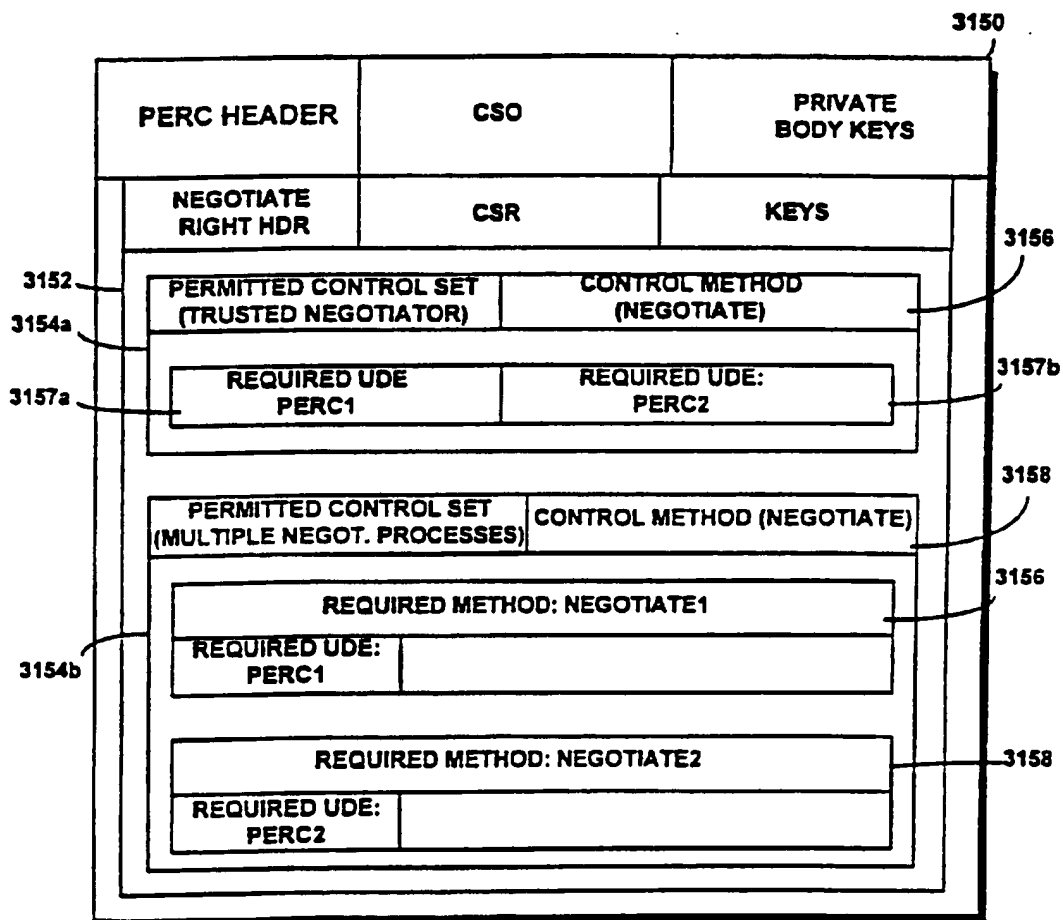 3150
PERC HEADER
CSO
PRIVATE
BODY KEYS
NEGOTIATE
RIGHT HDR
CSR
KEYS
3156
3152
PERMITTED CONTROL SET
(TRUSTED NEGOTIATOR)
CONTROL METHOD
(NEGOTIATE)
3154a
REQUIRED UDE
PERC1
REQUIRED UDE:
PERC2
3157b
3157a
3158
PERMITTED CONTROL SET
(MULTIPLE NEGOT. PROCESSES)
CONTROL METHOD (NEGOTIATE)
3156
REQUIRED METHOD: NEGOTIATE1
REQUIRED UDE:
PERC1
3154b
REQUIRED METHOD: NEGOTIATE2
3158
REQUIRED UDE:
PERC2